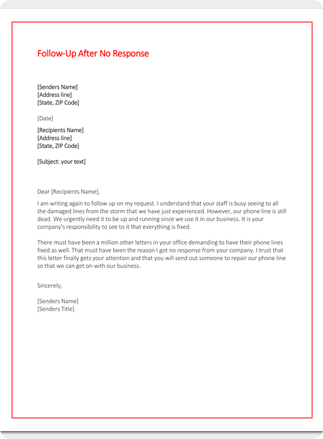 Follow-Up After No Response
[Senders Name]
[Address line]
[State, ZIP Code]
[Date]
[Recipients Name]
[Address line]
[State, ZIP Code]
[Subject: your text]
Dear [Recipients Name],
I am writing again to follow up on my request. I understand that your staff is busy seeing to all
the damaged lines from the storm that we have just experienced. However, our phone line is still
dead. We urgently need it to be up and running since we use it in our business. It is your
company's responsibility to see to it that everything is fixed.
There must have been a million other letters in your office demanding to have their phone lines
fixed as well. That must have been the reason I got no response from your company. I trust that
this letter finally gets your attention and that you will send out someone to repair our phone line
so that we can get on with our business.
Sincerely,
[Senders Name]
[Senders Title]